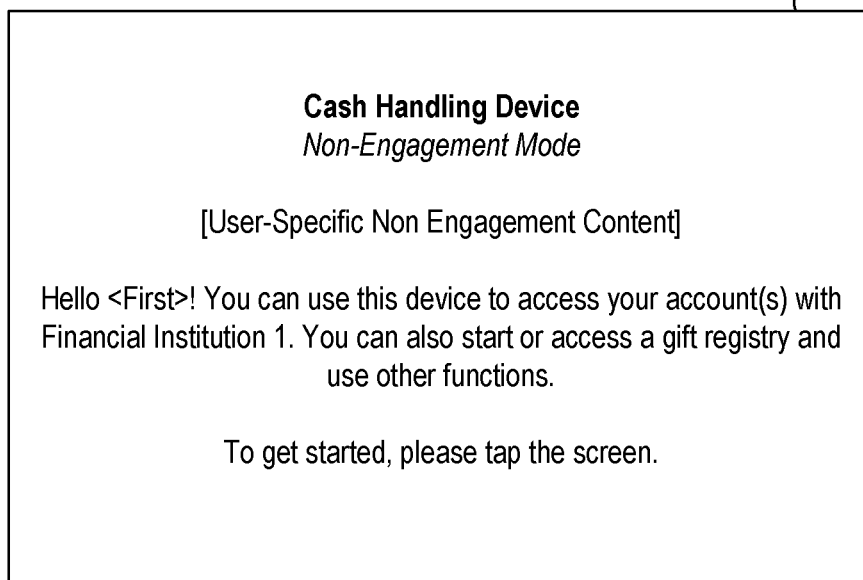 Cash Handling Device
Non-Engagement Mode
[User-Specific Non Engagement Content]
Hello <First>! You can use this device to access your account(s) with
Financial Institution 1. You can also start or access a gift registry and
use other functions.
To get started, please tap the screen.